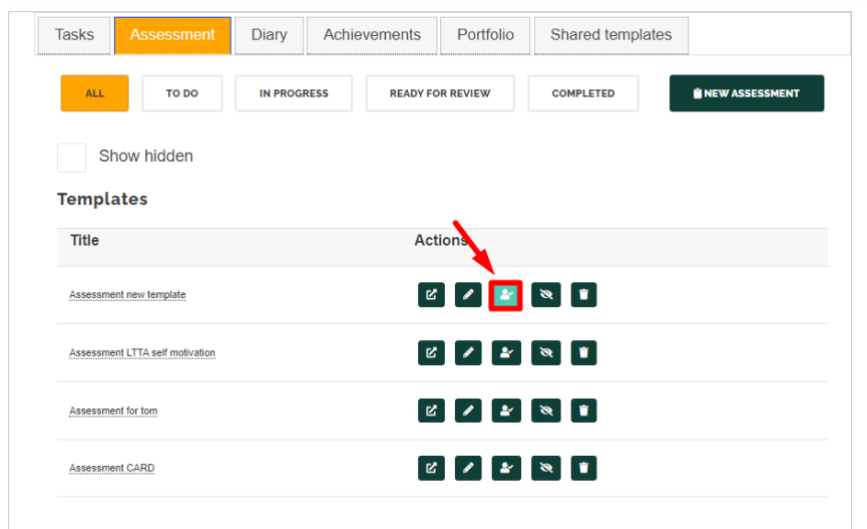 Tasks Assessment Diary Achievements Portfolio Shared templates
ALL TO DO IN PROGRESS READY FOR REVIEW COMPLETED NEW ASSESSMENT
Show hidden
Templates
Title Actions
Assessment new template
Assessment LTTA self motivation
Assessment for tom
Assessment CARD